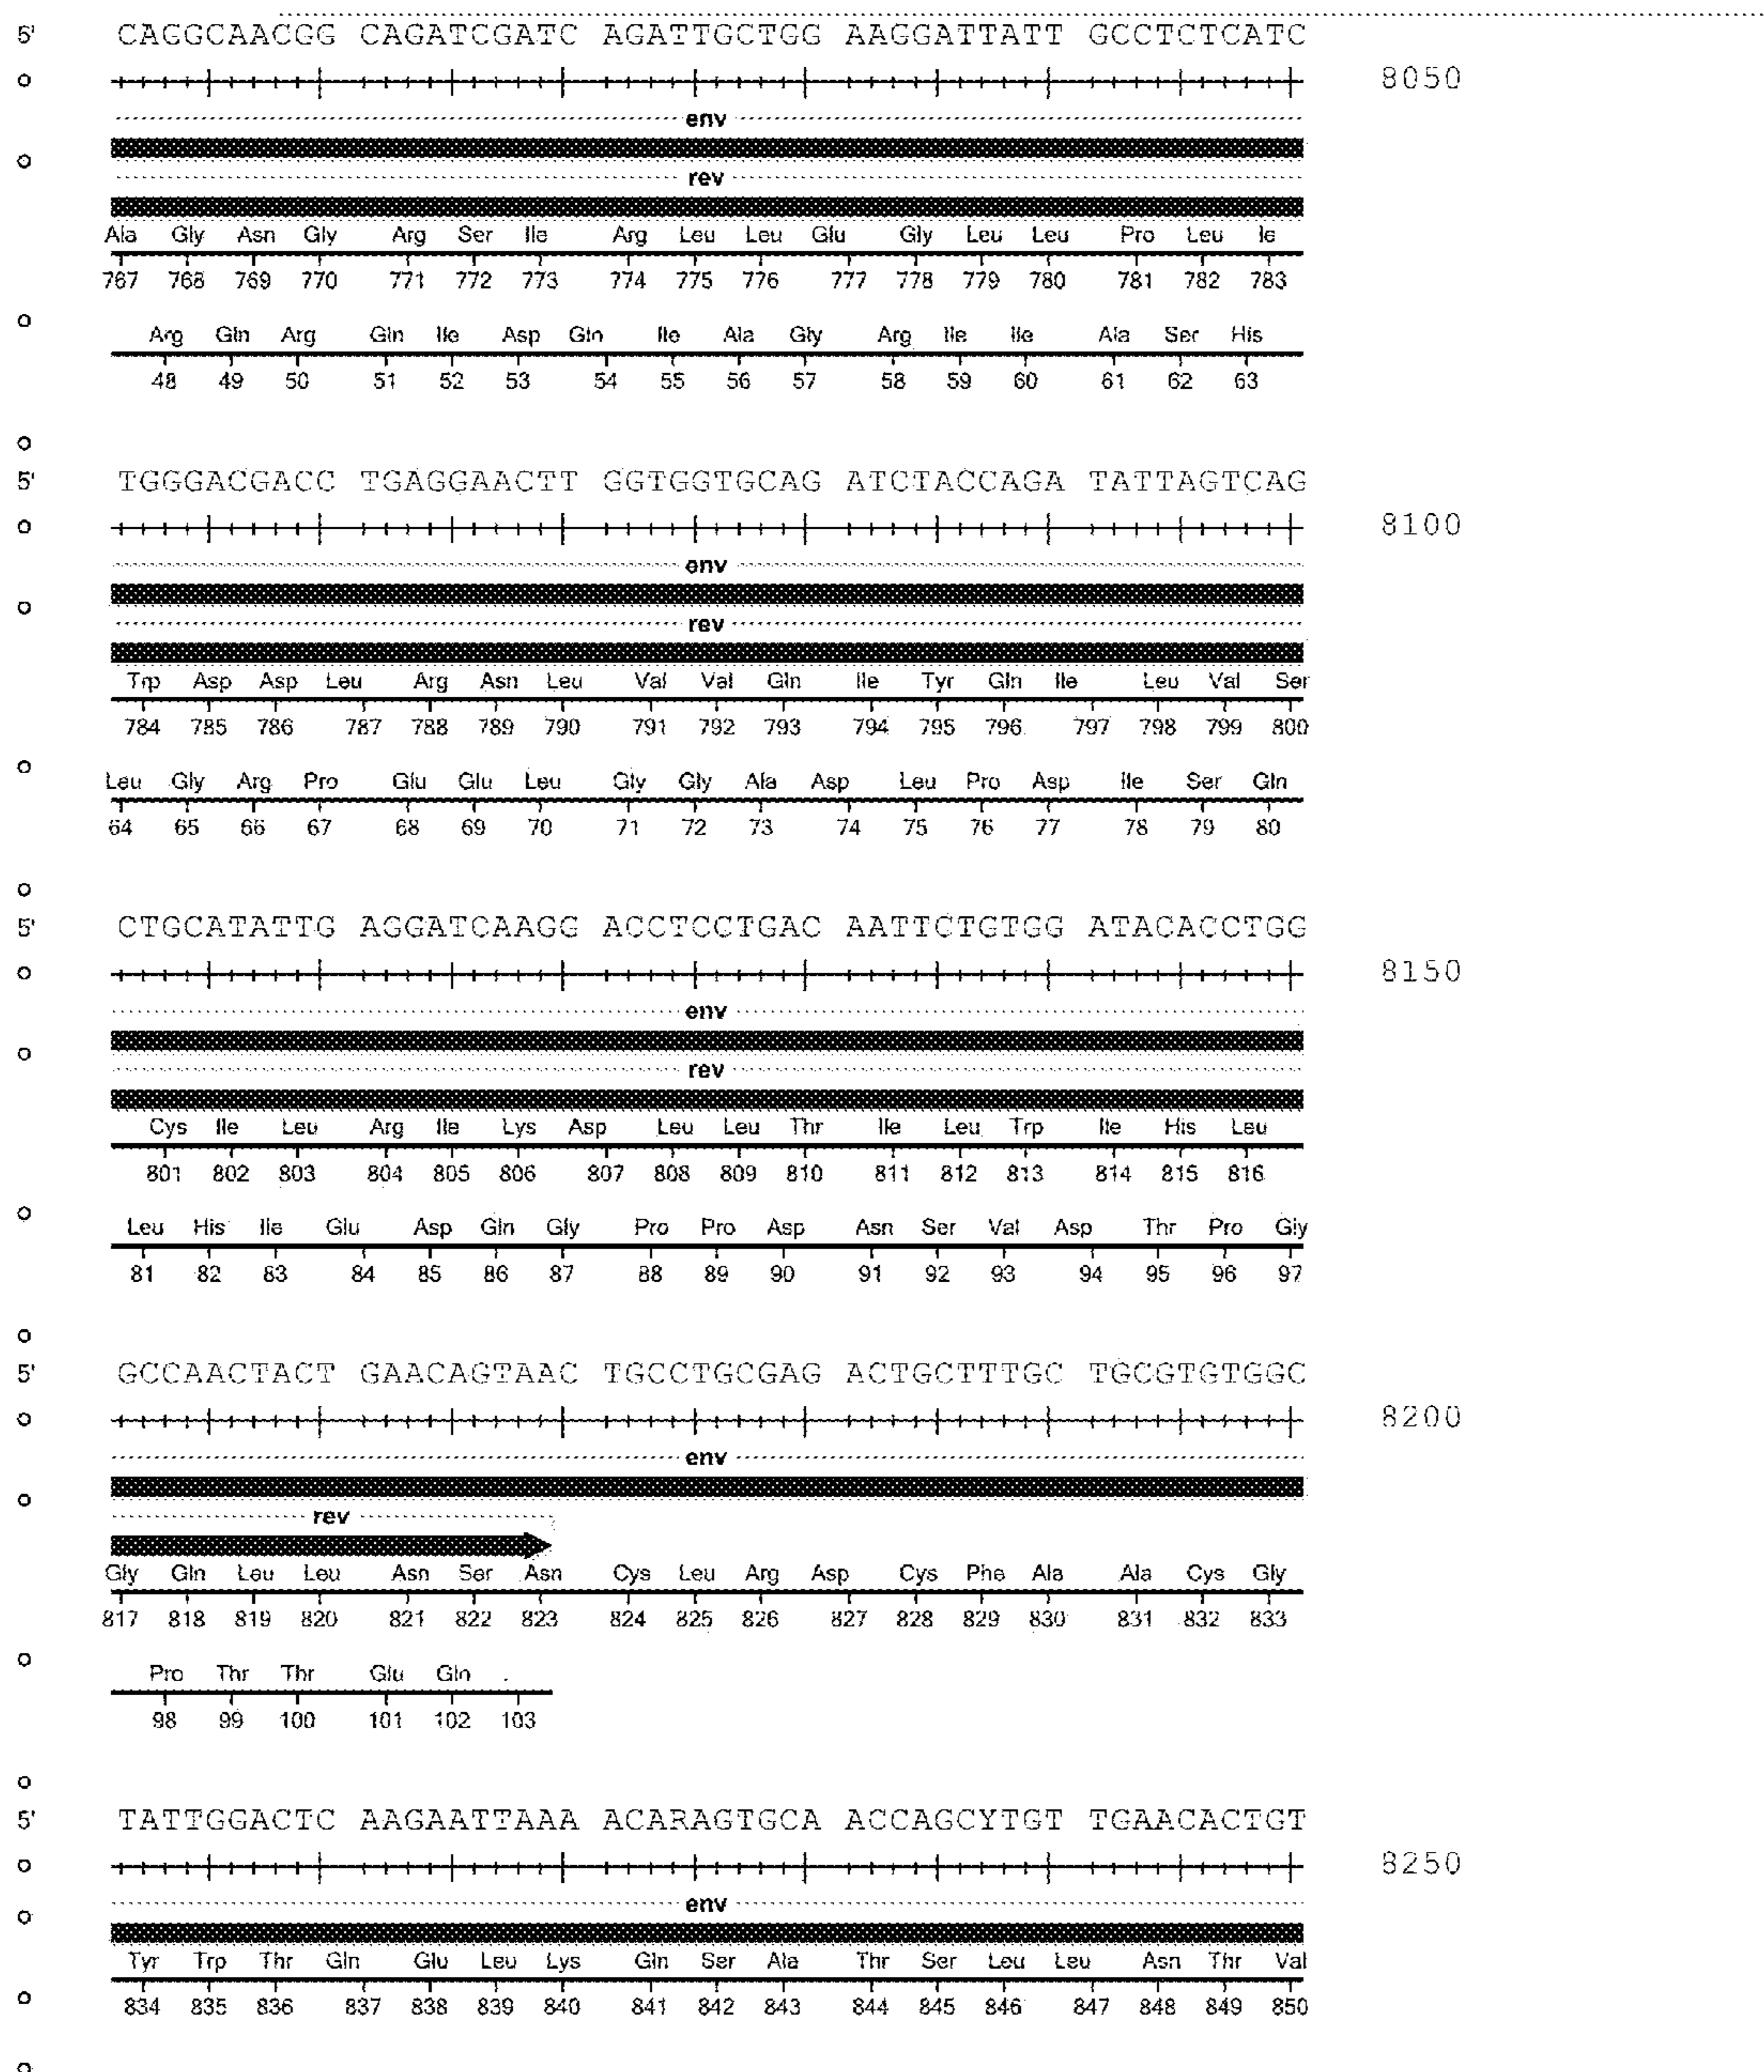 5' CAGGCAACGG CAGATCGATC AGATTGCTGG AAGGATTATT GCCTCTCATC
8050
env
rev
Ala Gly Asn Gly Arg Ser Ile Arg Leu Leu Glu Gly Leu Leu Pro Leu le
767 768 769 770 771 772 773 774 775 776 777 778 779 780 781 782 783
Arg Gln Arg Gln Ile Asp Gln Ile Ala Gly Arg Ile Ile Ala Ser His
48 49 50 51 52 53 54 55 56 57 58 59 60 61 62 63
5' TGGGACGACC TGAGGAACTT GGTGGTGCAG ATCTACCAGA TATTAGTCAG
8100
env
rev
Trp Asp Asp Leu Arg Asn Leu Val Val Gln Ile Tyr Gln Ile Leu Val Ser
784 785 786 787 788 789 790 791 792 793 794 795 796 797 798 799 800
Leu Gly Arg Pro Glu Glu Leu Gly Gly Ala Asp Leu Pro Asp Ile Ser Gln
64 65 66 67 68 69 70 71 72 73 74 75 76 77 78 79 80
5' CTGCATATTG AGGATCAAGG ACCTCCTGAC AATTCTGTGG ATACACCTGG
8150
env
rev
Cys Ile Leu Arg Ile Lys Asp Leu Leu Thr Ile Leu Trp Ile His Leu
801 802 803 804 805 806 807 808 809 810 811 812 813 814 815 816
Leu His Ile Glu Asp Gln Gly Pro Pro Asp Asn Ser Val Asp Thr Pro Gly
81 82 83 84 85 86 87 88 89 90 91 92 93 94 95 96 97
5' GCCAACTACT GAACAGTAAC TGCCTGCGAG ACTGCTTTGC TGCGTGTGGC
8200
env
rev
Gly Gln Leu Leu Asn Ser Asn Cys Leu Arg Asp Cys Phe Ala Ala Cys Gly
817 818 819 820 821 822 823 824 825 826 827 828 829 830 831 832 833
Pro Thr Thr Glu Gln .
98 99 100 101 102 103
5' TATTGGACTC AAGAATTAAA ACARAGTGCA ACCAGCYTGT TGAACACTGT
8250
env
Tyr Trp Thr Gln Glu Leu Lys Gln Ser Ala Thr Ser Leu Leu Asn Thr Val
834 835 836 837 838 839 840 841 842 843 844 845 846 847 848 849 850